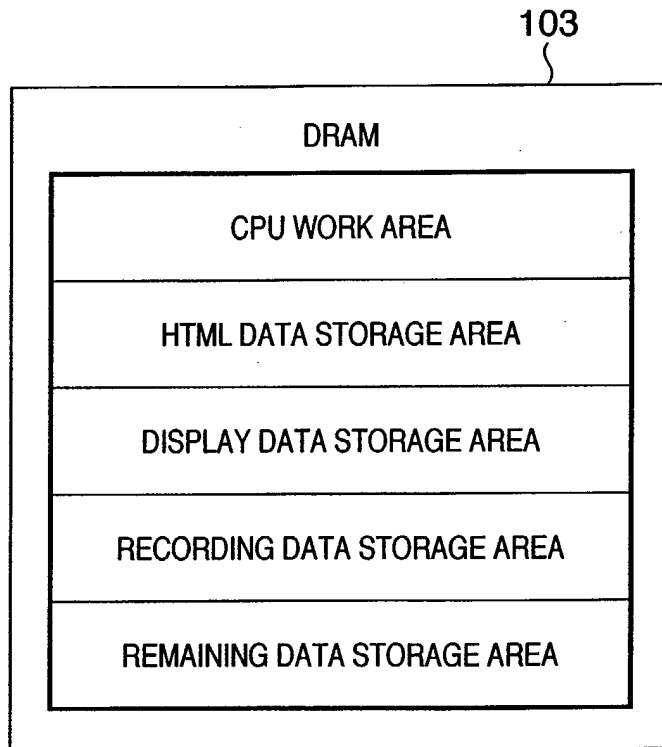 103
DRAM
CPU WORK AREA
HTML DATA STORAGE AREA
DISPLAY DATA STORAGE AREA
RECORDING DATA STORAGE AREA
REMAINING DATA STORAGE AREA